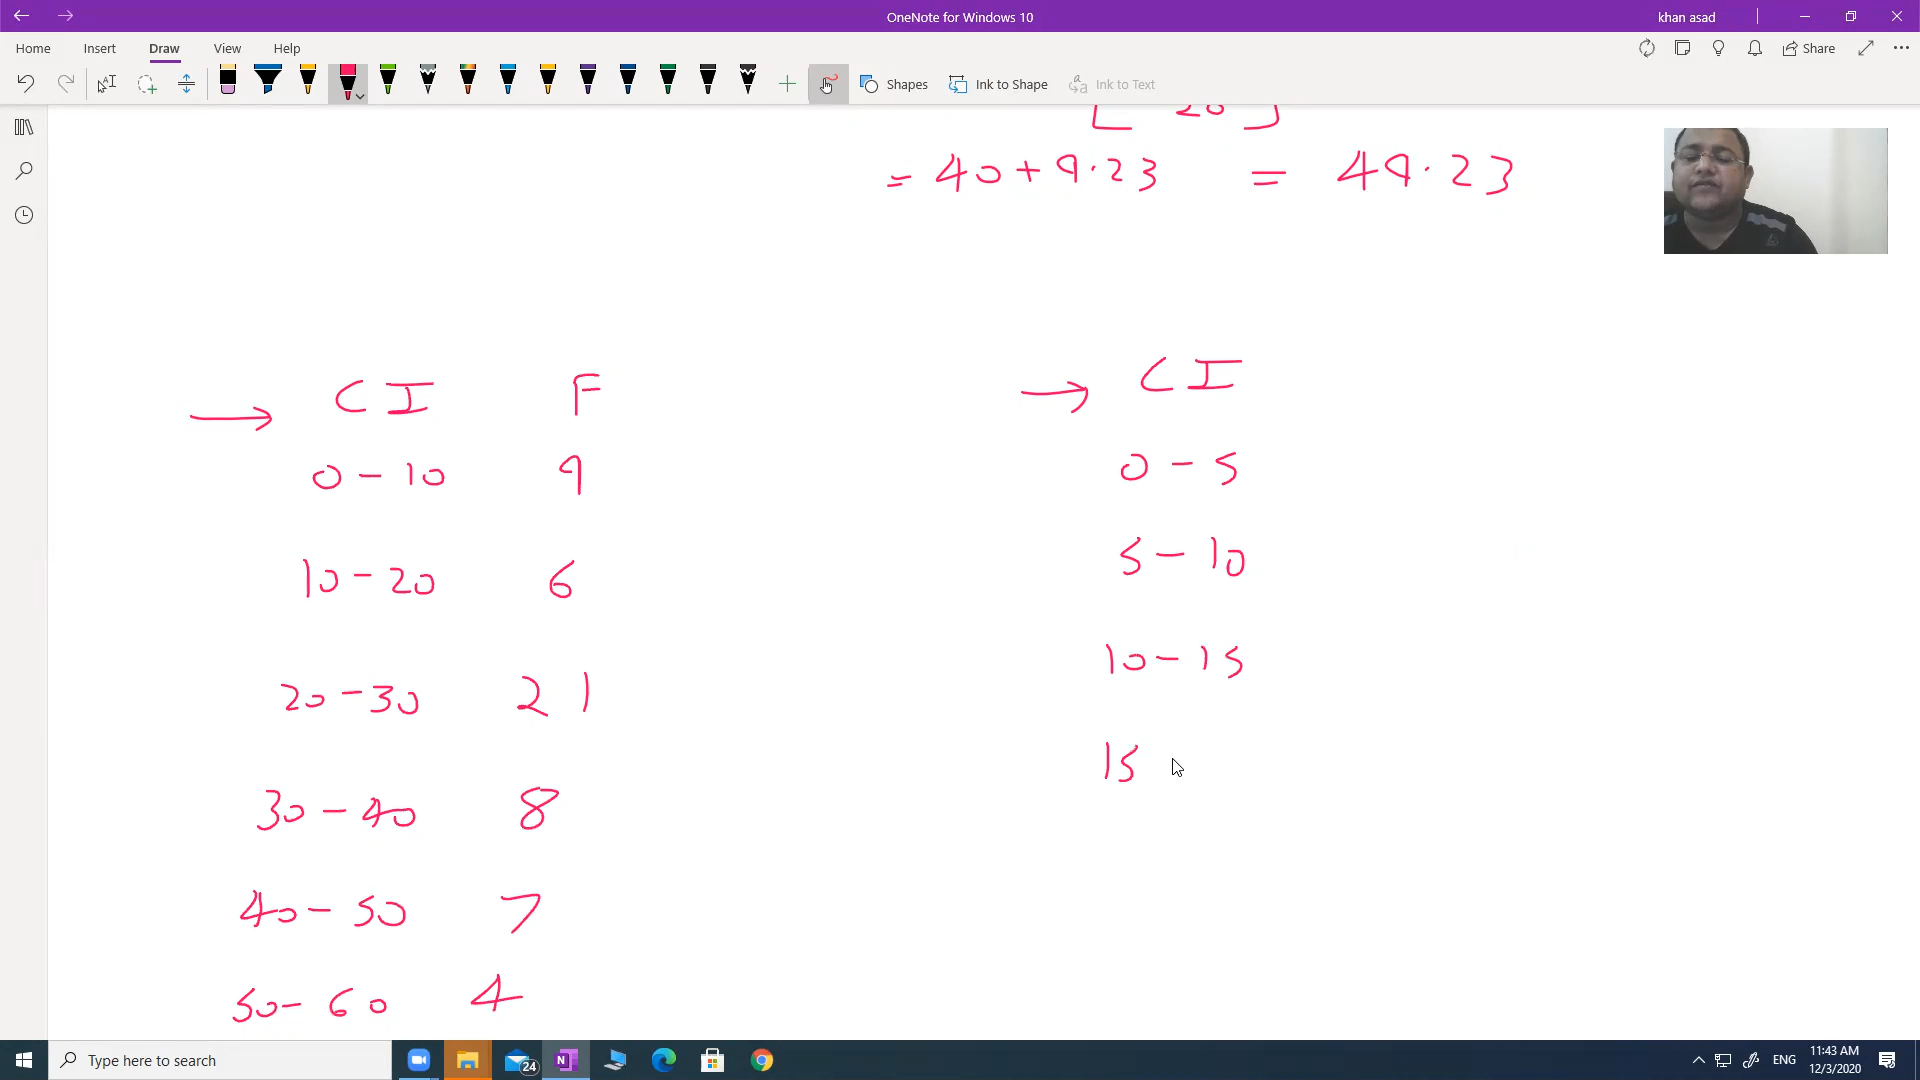 OneNote for Windows 10
khan asad
Home Insert Draw View Help
Share
Shapes
Ink to Shape
Ink to Text
[ 20 ]
= 40 + 9.23 = 49.23
→ CI F
0 - 10 9
10 - 20 6
20 - 30 21
30 - 40 8
40 - 50 7
50 - 60 4
→ CI
0 - 5
5 - 10
10 - 15
15
Type here to search
24
N
ENG
11:43 AM
12/3/2020